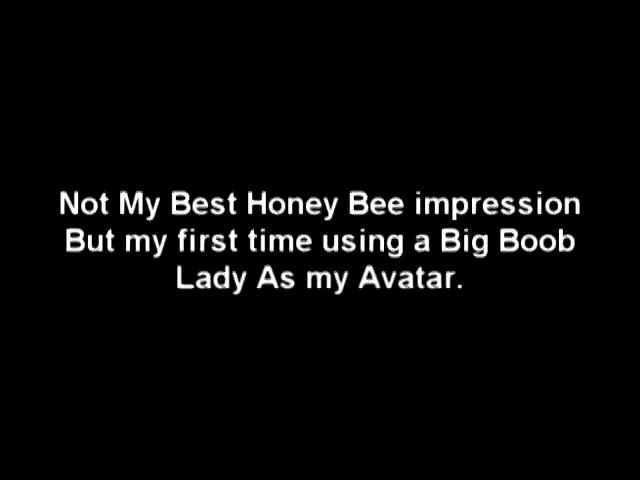 Not My Best Honey Bee impression
But my first time using a Big Boob
Lady As my Avatar.